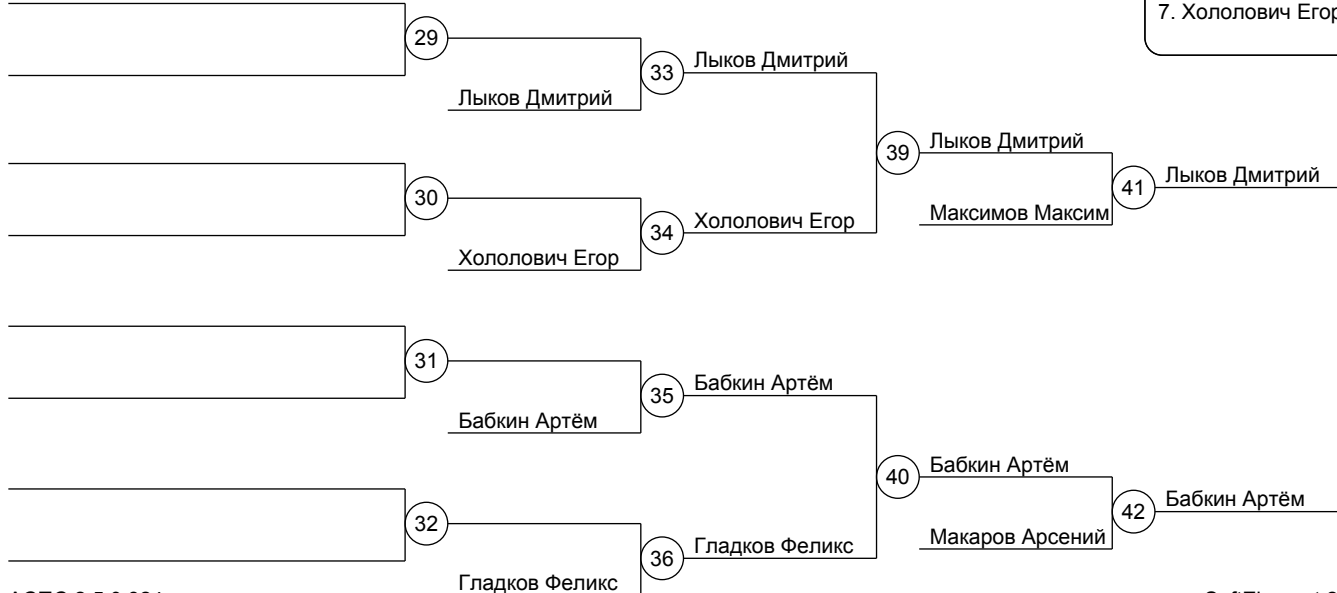 7. Хололович Егор
29
33
Лыков Дмитрий
Лыков Дмитрий
39
Лыков Дмитрий
41
Лыков Дмитрий
30
34
Хололович Егор
Максимов Максим
Хололович Егор
31
35
Бабкин Артём
Бабкин Артём
40
Бабкин Артём
42
Бабкин Артём
32
36
Гладков Феликс
Макаров Арсений
Гладков Феликс